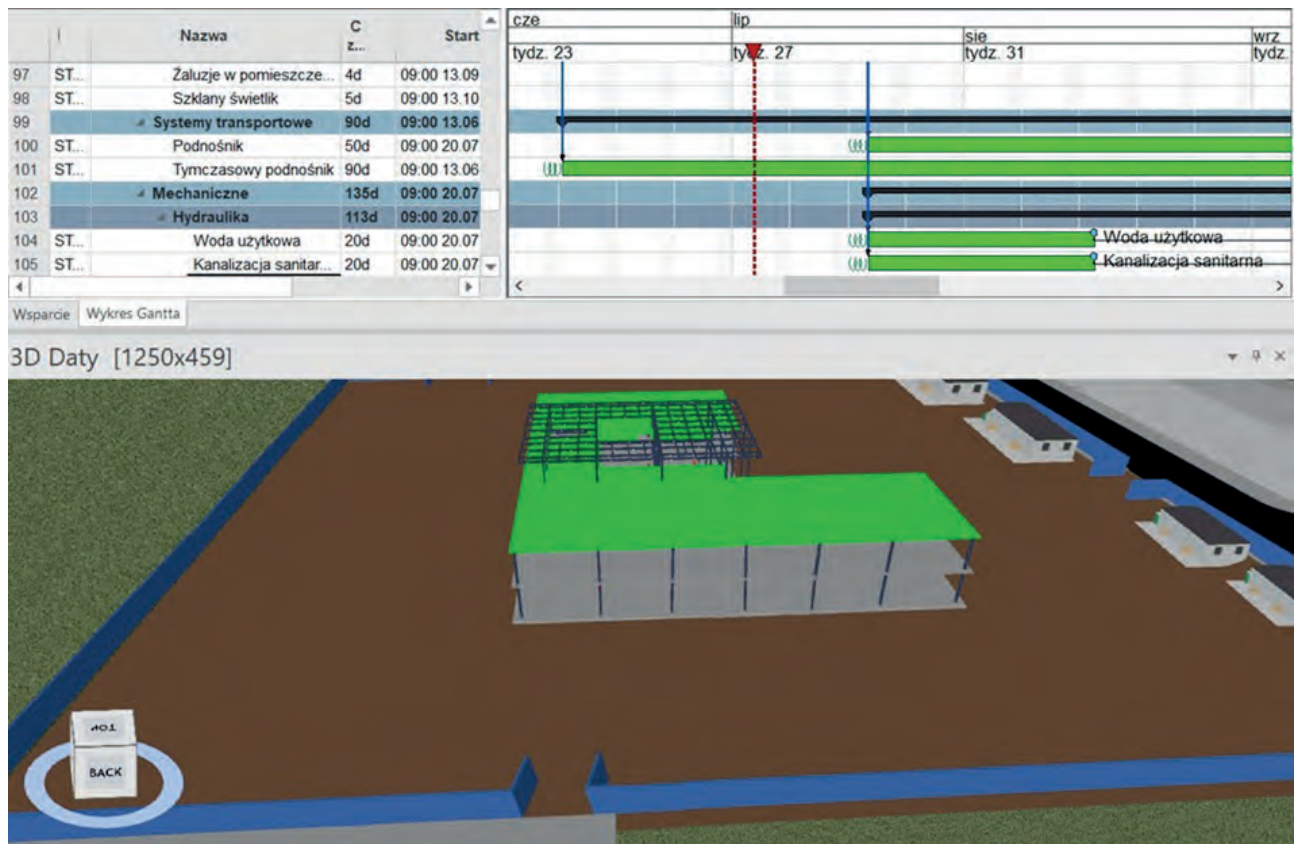 Nazwa C z... Start
97 ST... Żaluzje w pomieszcze... 4d 09:00 13.09
98 ST... Szklany świetlik 5d 09:00 13.10
99 Systemy transportowe 90d 09:00 13.06
100 ST... Podnośnik 50d 09:00 20.07
101 ST... Tymczasowy podnośnik 90d 09:00 13.06
102 Mechaniczne 135d 09:00 20.07
103 Hydraulika 113d 09:00 20.07
104 ST... Woda użytkowa 20d 09:00 20.07
105 ST... Kanalizacja sanitar... 20d 09:00 20.07
cze lip
sie wrz
tydz. 23 tydz. 27 tydz. 31 tydz.
Woda użytkowa
Kanalizacja sanitarna
Wsparcie Wykres Gantta
3D Daty [1250x459]
TOP
BACK